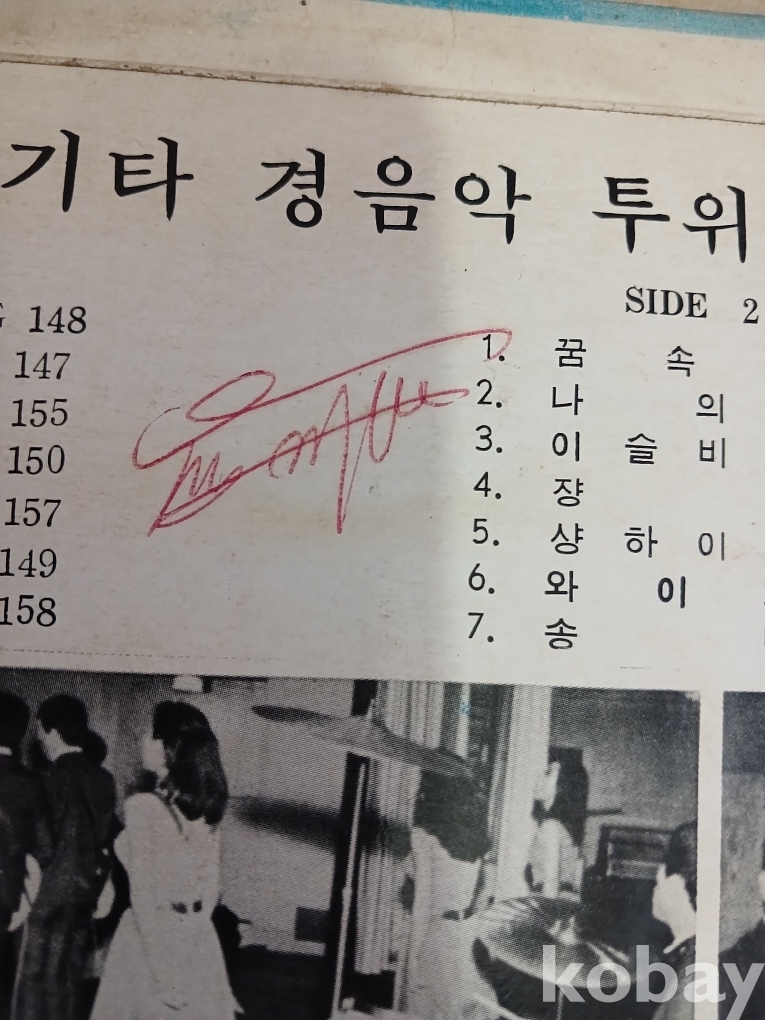 기타 경음악 투위
148
147
155
150
157
149
158
SIDE 2
1. 꿈 속
2. 나 의
3. 이 슬 비
4. 쟝
5. 샹 하 이
6. 와 이
7. 송
kobay